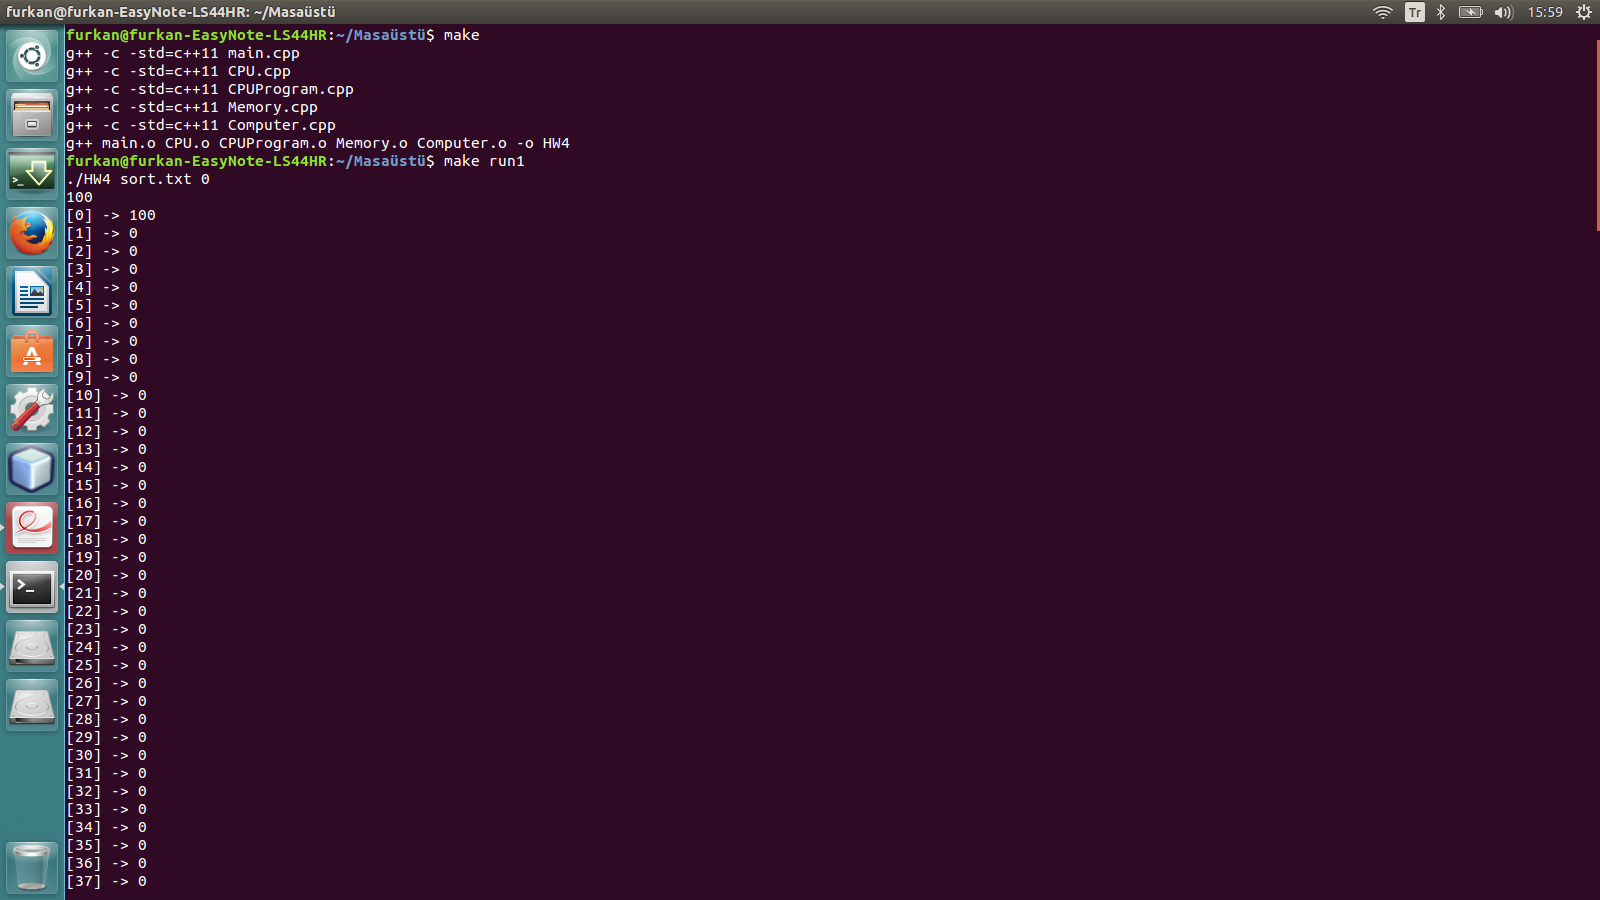 furkan@furkan-EasyNote-LS44HR: ~/Masaüstü
Tr
15:59
furkan@furkan-EasyNote-LS44HR:~/Masaüstü$ make
g++ -c -std=c++11 main.cpp
g++ -c -std=c++11 CPU.cpp
g++ -c -std=c++11 CPUProgram.cpp
g++ -c -std=c++11 Memory.cpp
g++ -c -std=c++11 Computer.cpp
g++ main.o CPU.o CPUProgram.o Memory.o Computer.o -o HW4
furkan@furkan-EasyNote-LS44HR:~/Masaüstü$ make run1
./HW4 sort.txt 0
100
[0] -> 100
[1] -> 0
[2] -> 0
[3] -> 0
[4] -> 0
[5] -> 0
[6] -> 0
[7] -> 0
[8] -> 0
[9] -> 0
[10] -> 0
[11] -> 0
[12] -> 0
[13] -> 0
[14] -> 0
[15] -> 0
[16] -> 0
[17] -> 0
[18] -> 0
[19] -> 0
[20] -> 0
[21] -> 0
[22] -> 0
[23] -> 0
[24] -> 0
[25] -> 0
[26] -> 0
[27] -> 0
[28] -> 0
[29] -> 0
[30] -> 0
[31] -> 0
[32] -> 0
[33] -> 0
[34] -> 0
[35] -> 0
[36] -> 0
[37] -> 0